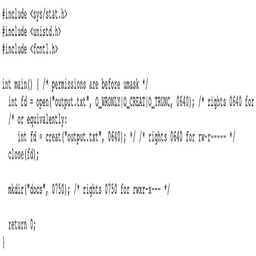 #include <sys/stat.h>
#include <unistd.h>
#include <fcntl.h>
int main() { /* permissions are before umask */
int fd = open("output.txt", O_WRONLY|O_CREAT|O_TRUNC, 0640); /* rights 0640 for
/* or equivalently:
int fd = creat("output.txt", 0640); */ /* rights 0640 for rw-r----- */
close(fd);
mkdir("docs", 0750); /* rights 0750 for rwxr-x--- */
return 0;
}